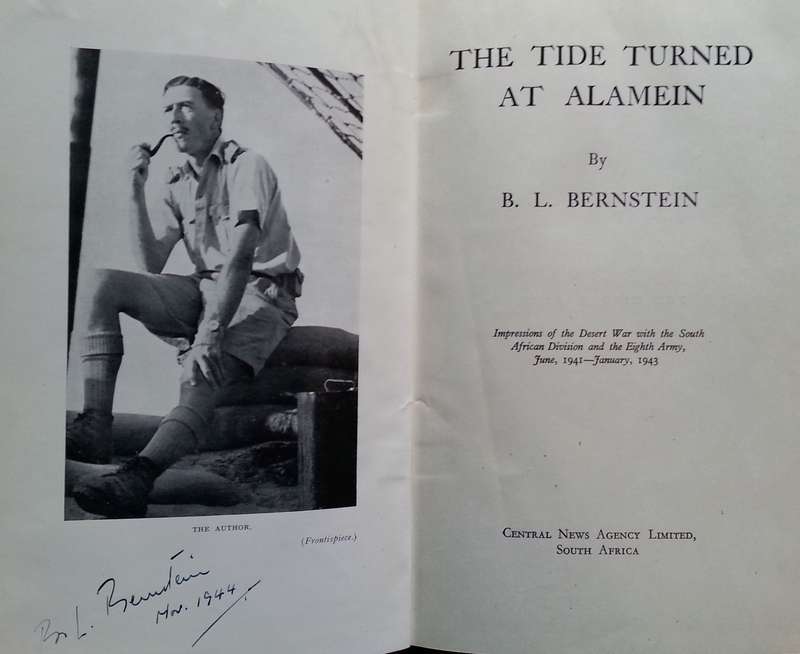 THE AUTHOR.
(Frontispiece.)
B. L. Bernstein
Nov. 1944
THE TIDE TURNED
AT ALAMEIN
By
B. L. BERNSTEIN
Impressions of the Desert War with the South
African Division and the Eighth Army,
June, 1941—January, 1943
CENTRAL NEWS AGENCY LIMITED,
SOUTH AFRICA